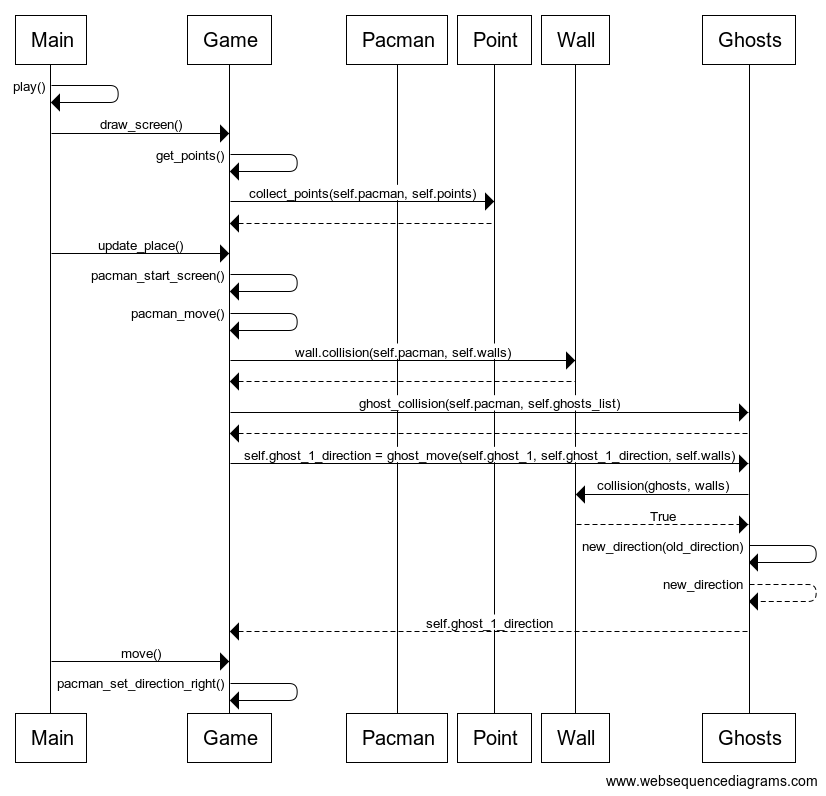 Main Game Pacman Point Wall Ghosts
play()
draw_screen()
get_points()
collect_points(self.pacman, self.points)
update_place()
pacman_start_screen()
pacman_move()
wall.collision(self.pacman, self.walls)
ghost_collision(self.pacman, self.ghosts_list)
self.ghost_1_direction = ghost_move(self.ghost_1, self.ghost_1_direction, self.walls)
collision(ghosts, walls)
True
new_direction(old_direction)
new_direction
self.ghost_1_direction
move()
pacman_set_direction_right()
Main Game Pacman Point Wall Ghosts
www.websequencediagrams.com